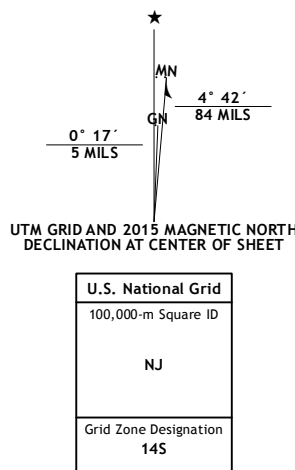 ★
MN
4° 42´
84 MILS
GN
0° 17´
5 MILS
UTM GRID AND 2015 MAGNETIC NORTH
DECLINATION AT CENTER OF SHEET
U.S. National Grid
100,000-m Square ID
NJ
Grid Zone Designation
14S